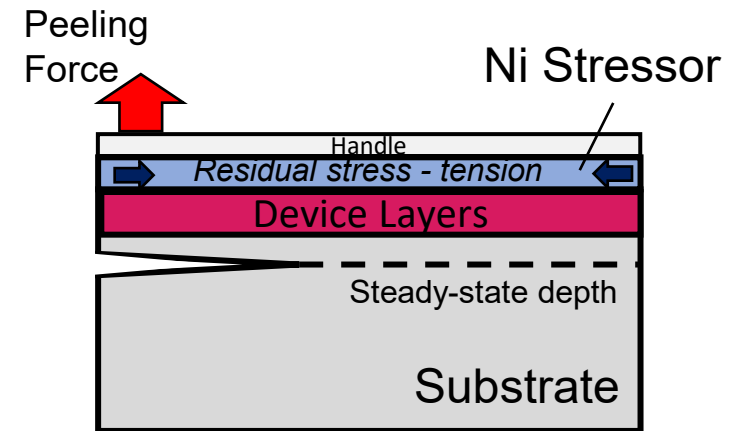 Peeling
Force
Ni Stressor
Handle
Residual stress - tension
Device Layers
Steady-state depth
Substrate